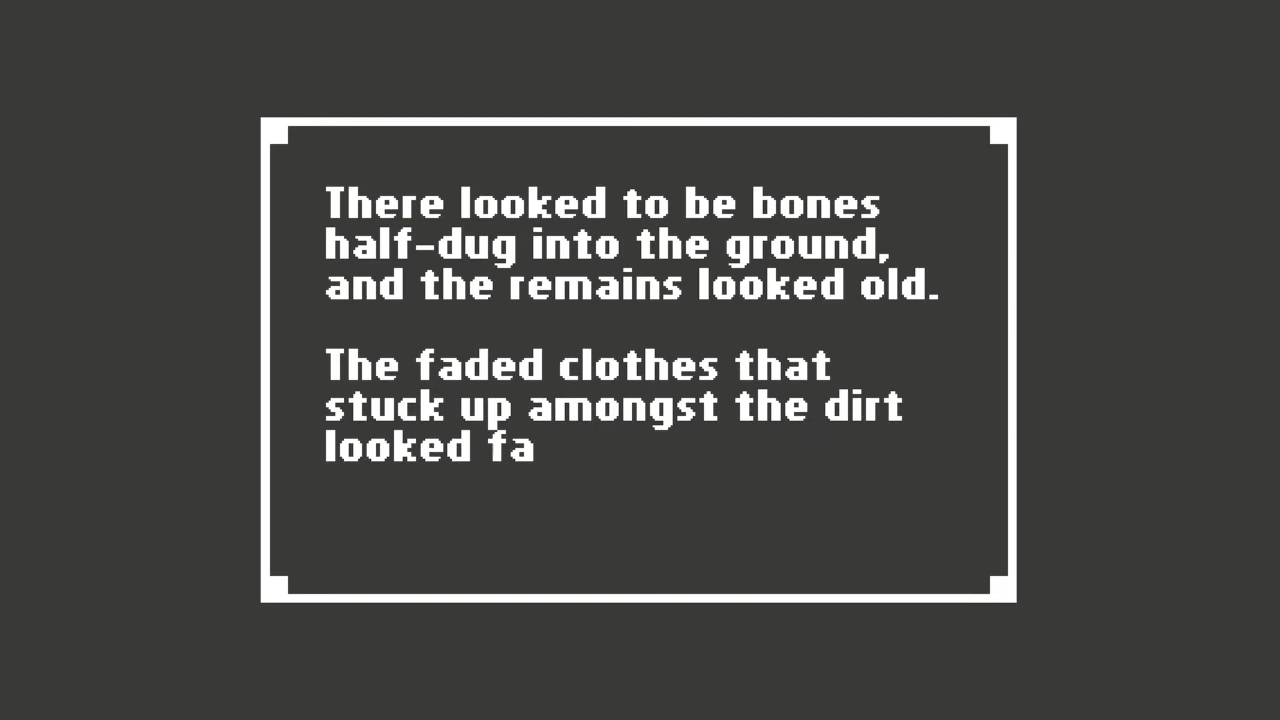 There looked to be bones
half-dug into the ground,
and the remains looked old.
The faded clothes that
stuck up amongst the dirt
looked fa